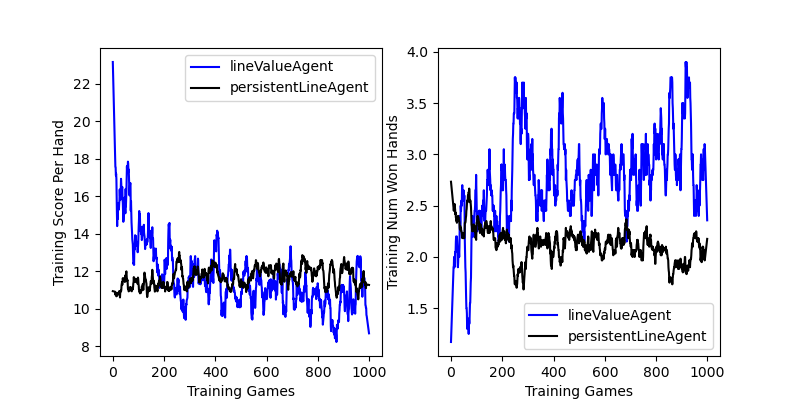 lineValueAgent
persistentLineAgent
Training Score Per Hand
22
20
18
16
14
12
10
8
0 200 400 600 800 1000
Training Games
Training Num Won Hands
4.0
3.5
3.0
2.5
2.0
1.5
lineValueAgent
persistentLineAgent
0 200 400 600 800 1000
Training Games